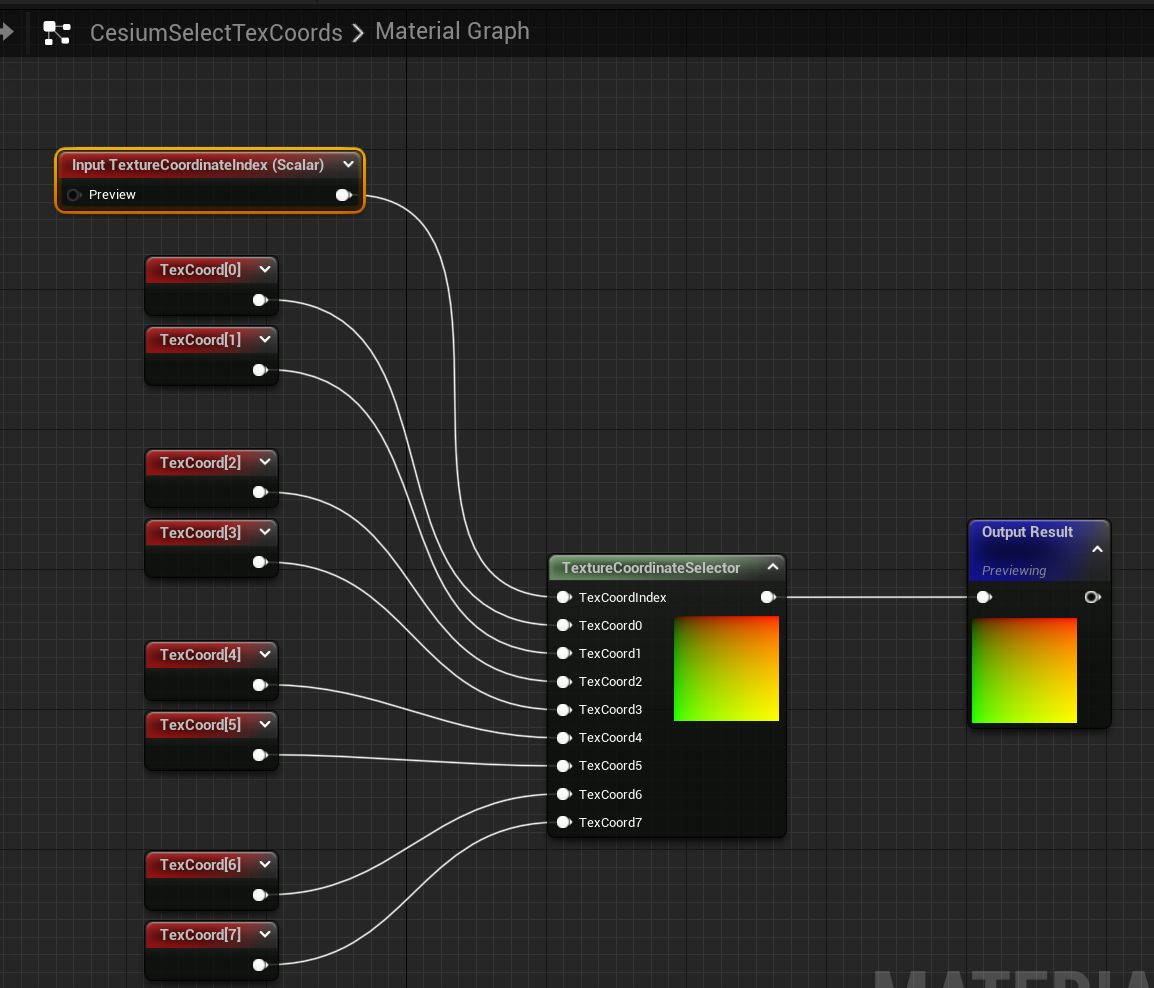 CesiumSelectTexCoords > Material Graph
Input TextureCoordinateIndex (Scalar)
Preview
TexCoord[0]
TexCoord[1]
TexCoord[2]
TexCoord[3]
TexCoord[4]
TexCoord[5]
TexCoord[6]
TexCoord[7]
TextureCoordinateSelector
TexCoordIndex
TexCoord0
TexCoord1
TexCoord2
TexCoord3
TexCoord4
TexCoord5
TexCoord6
TexCoord7
Output Result
Previewing
MATERIA